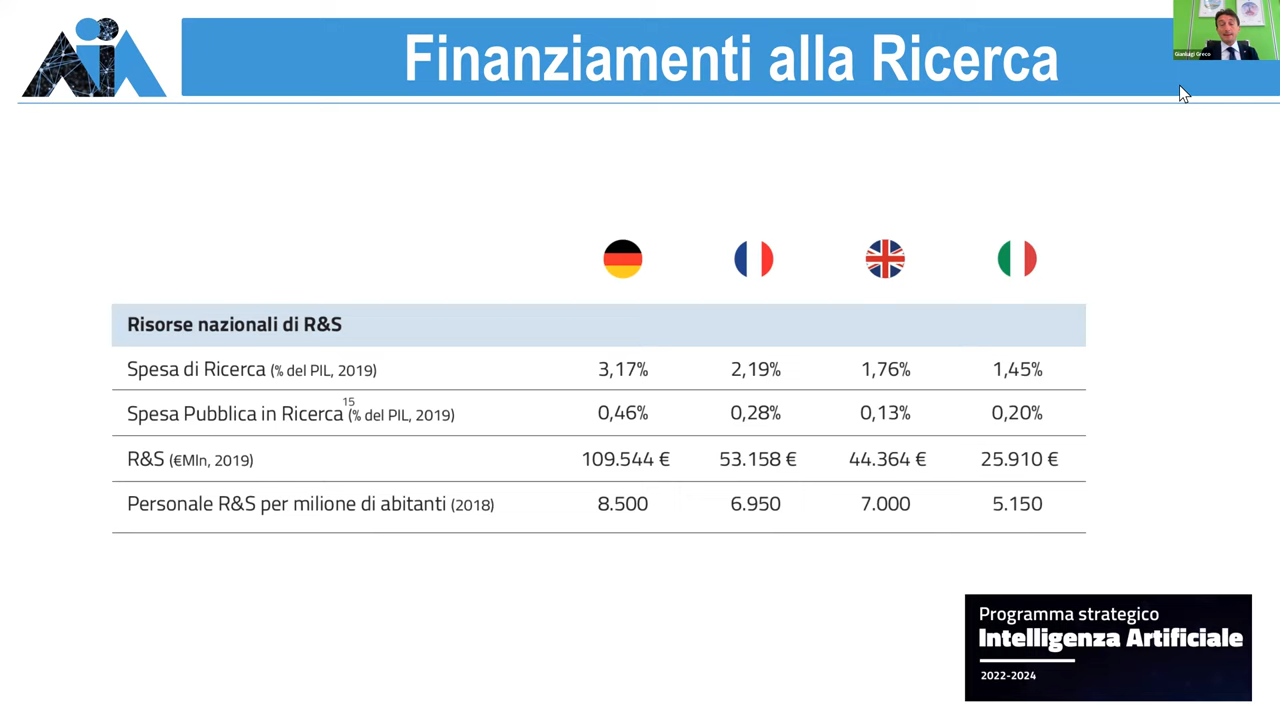 AIA
Finanziamenti alla Ricerca
Gianluigi Greco
Risorse nazionali di R&S
Spesa di Ricerca (% del PIL, 2019) 3,17% 2,19% 1,76% 1,45%
Spesa Pubblica in Ricerca 15 (% del PIL, 2019) 0,46% 0,28% 0,13% 0,20%
R&S (€Mln, 2019) 109.544 € 53.158 € 44.364 € 25.910 €
Personale R&S per milione di abitanti (2018) 8.500 6.950 7.000 5.150
Programma strategico
Intelligenza Artificiale
2022-2024